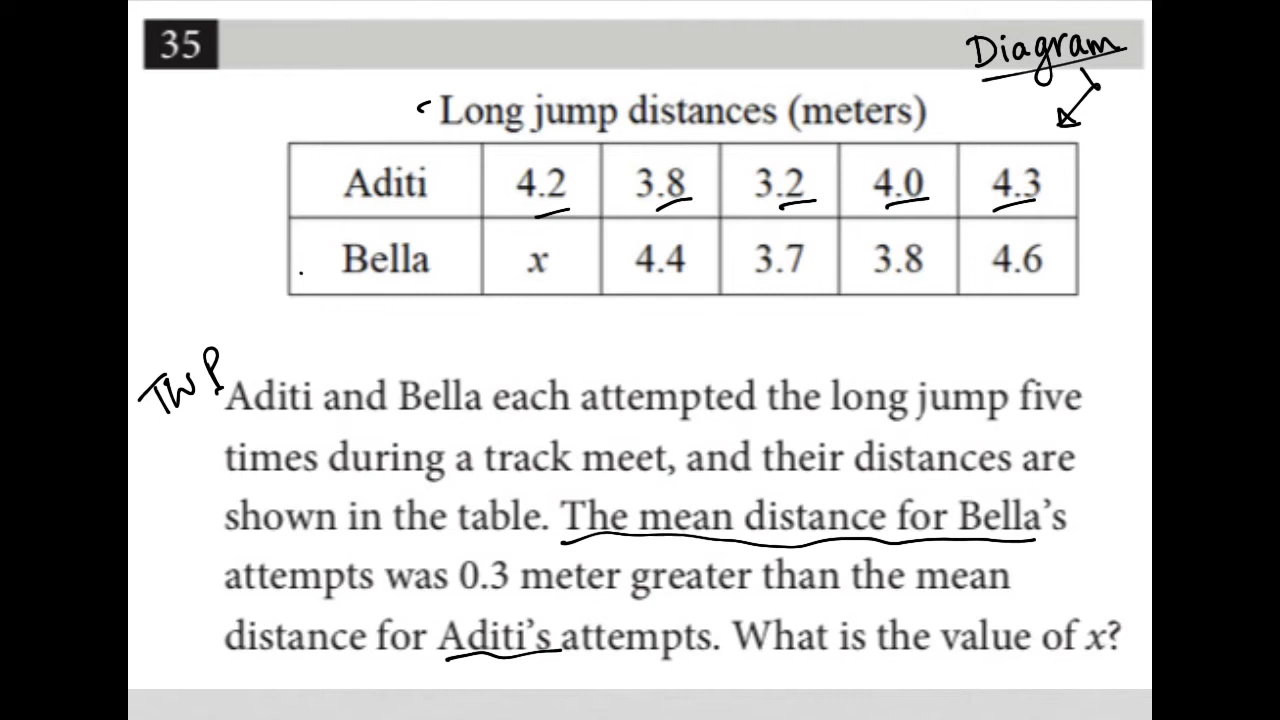 35
Diagram
Long jump distances (meters)
Aditi 4.2 3.8 3.2 4.0 4.3
Bella x 4.4 3.7 3.8 4.6
TWP
Aditi and Bella each attempted the long jump five
times during a track meet, and their distances are
shown in the table. The mean distance for Bella's
attempts was 0.3 meter greater than the mean
distance for Aditi's attempts. What is the value of x?